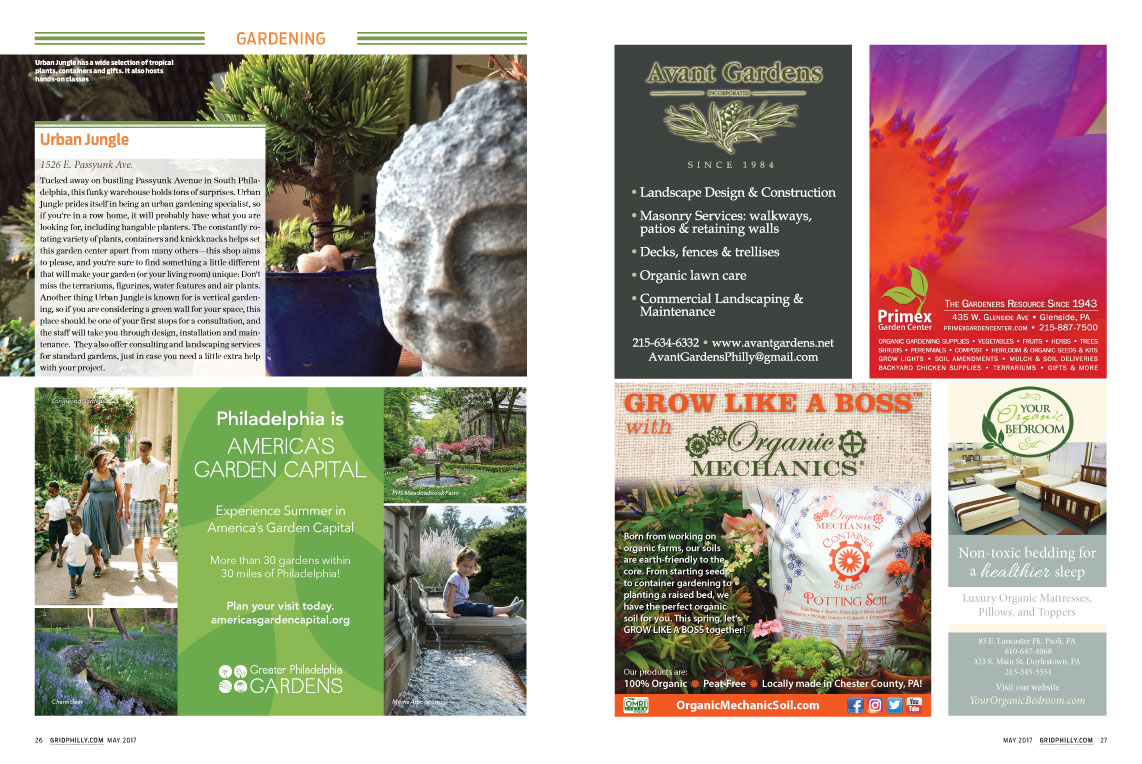 GARDENING
Urban Jungle has a wide selection of tropical
plants, containers and gifts. It also hosts
hands-on classes
Urban Jungle
1526 E. Passyunk Ave.
Tucked away on bustling Passyunk Avenue in South Phila-
delphia, this funky warehouse holds tons of surprises. Urban
Jungle prides itself in being an urban gardening specialist, so
if you're in a row home, it will probably have what you are
looking for, including hangable planters. The constantly ro-
tating variety of plants, containers and knickknacks helps set
this garden center apart from many others—this shop aims
to please, and you're sure to find something a little different
that will make your garden (or your living room) unique: Don't
miss the terrariums, figurines, water features and air plants.
Another thing Urban Jungle is known for is vertical garden-
ing, so if you are considering a green wall for your space, this
place should be one of your first stops for a consultation, and
the staff will take you through design, installation and main-
tenance. They also offer consulting and landscaping services
for standard gardens, just in case you need a little extra help
with your project.
Longwood Gardens
Philadelphia is
AMERICA'S
GARDEN CAPITAL
Experience Summer in
America's Garden Capital
More than 30 gardens within
30 miles of Philadelphia!
Plan your visit today.
americasgardencapital.org
Greater Philadelphia
GARDENS
PHS Meadowbrook Farm
Chanticleer
Morris Arboretum
26 GRIDPHILLY.COM MAY 2017
Avant Gardens
INCORPORATED
SINCE 1984
• Landscape Design & Construction
• Masonry Services: walkways,
patios & retaining walls
• Decks, fences & trellises
• Organic lawn care
• Commercial Landscaping &
Maintenance
215-634-6332 • www.avantgardens.net
AvantGardensPhilly@gmail.com
Primex
Garden Center
THE GARDENERS RESOURCE SINCE 1943
435 W. GLENSIDE AVE • Glenside, PA
PRIMEXGARDENCENTER.COM • 215-887-7500
ORGANIC GARDENING SUPPLIES • VEGETABLES • FRUITS • HERBS • TREES
SHRUBS • PERENNIALS • COMPOST • HEIRLOOM & ORGANIC SEEDS & KITS
GROW LIGHTS • SOIL AMENDMENTS • MULCH & SOIL DELIVERIES
BACKYARD CHICKEN SUPPLIES • TERRARIUMS • GIFTS & MORE
GROW LIKE A BOSS™
with
Organic
MECHANICS®
Born from working on
organic farms, our soils
are earth-friendly to the
core. From starting seeds
to container gardening to
planting a raised bed, we
have the perfect organic
soil for you. This spring, let's
GROW LIKE A BOSS together!
Organic
MECHANICS
CONTAINER
BLEND
POTTING SOIL
Our products are:
100% Organic Peat-Free Locally made in Chester County, PA!
OMRI
LISTED
OrganicMechanicSoil.com
You
Tube
YOUR
Organic
BEDROOM
Non-toxic bedding for
a healthier sleep
Luxury Organic Mattresses,
Pillows, and Toppers
83 E. Lancaster Pk. Paoli, PA
610-647-4068
323 S. Main St. Doylestown, PA
215-345-5551
Visit our website
YourOrganicBedroom.com
MAY 2017 GRIDPHILLY.COM 27